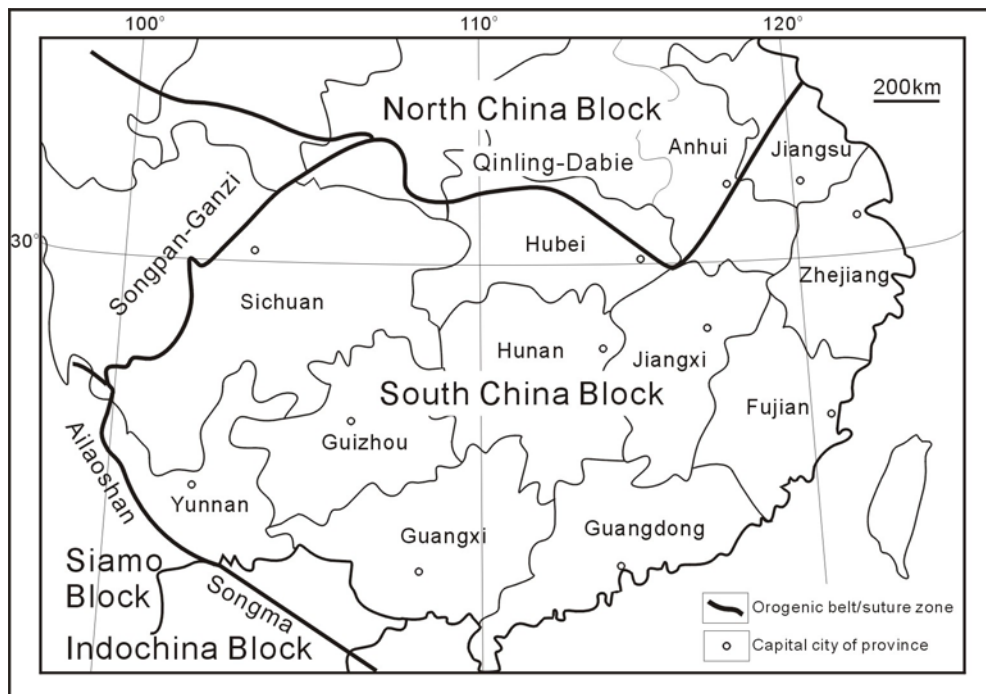 100°
110°
120°
200km
North China Block
Anhui
Qinling-Dabie
Jiangsu
30°
Songpan-Ganzi
Hubei
Zhejiang
Sichuan
Hunan
Jiangxi
South China Block
Fujian
Guizhou
Ailaoshan
Yunnan
Guangxi
Guangdong
Siamo
Block
Songma
Indochina Block
Orogenic belt/suture zone
Capital city of province